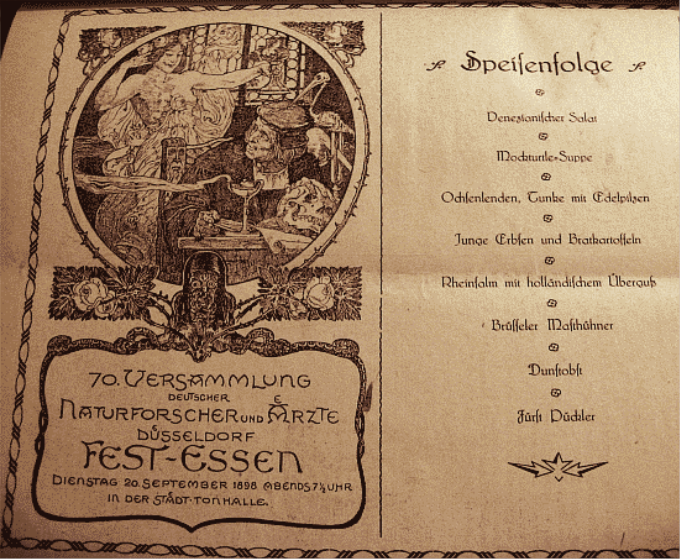 70. VERSAMMLUNG
DEUTSCHER
NATURFORSCHER UND ÆRZTE
DÜSSELDORF
FEST-ESSEN
DIENSTAG 20. SEPTEMBER 1898 ABENDS 7½ UHR
IN DER STÄDT. TONHALLE.
Speiſenfolge
Venezianiſcher Salat
Mockturtle-Suppe
Ochſenlenden, Tunke mit Edelpilzen
Junge Erbſen und Bratkartoffeln
Rheinſalm mit holländiſchem Überguß
Brüſſeler Maſthühner
Dunſtobſt
Fürſt Pückler